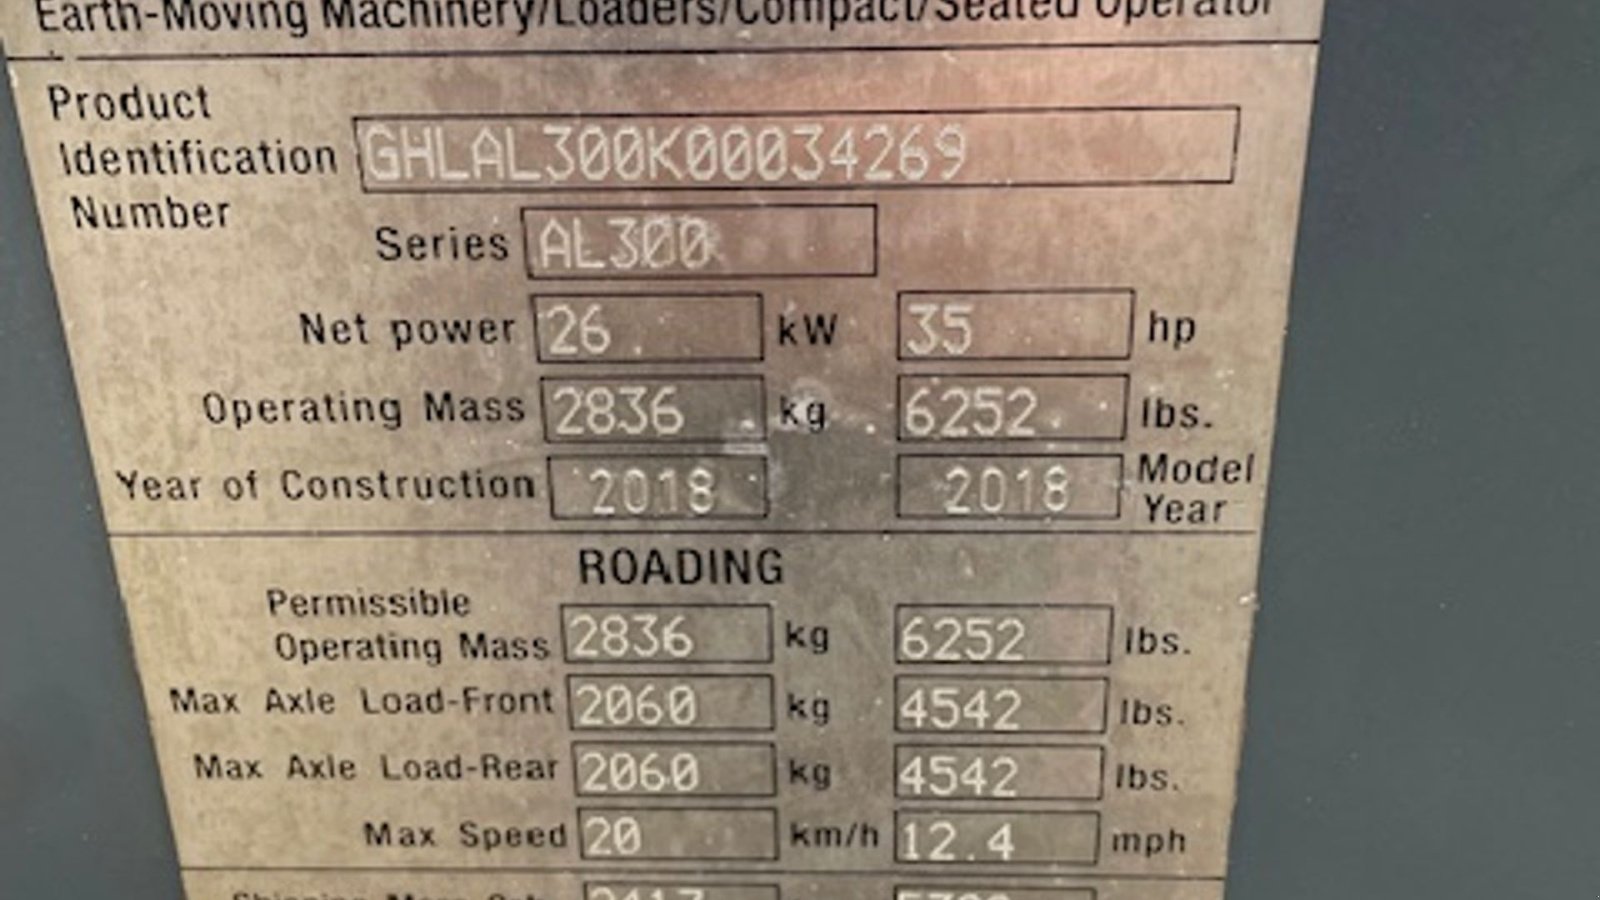 Earth-Moving Machinery/Loaders/Compact/Seated Operator
Product
Identification GHLAL300K00034269
Number
Series AL300
Net power 26 kW 35 hp
Operating Mass 2836 kg 6252 lbs.
Year of Construction 2018 2018 Model Year
ROADING
Permissible
Operating Mass 2836 kg 6252 lbs.
Max Axle Load-Front 2060 kg 4542 lbs.
Max Axle Load-Rear 2060 kg 4542 lbs.
Max Speed 20 km/h 12.4 mph
Shipping Mass